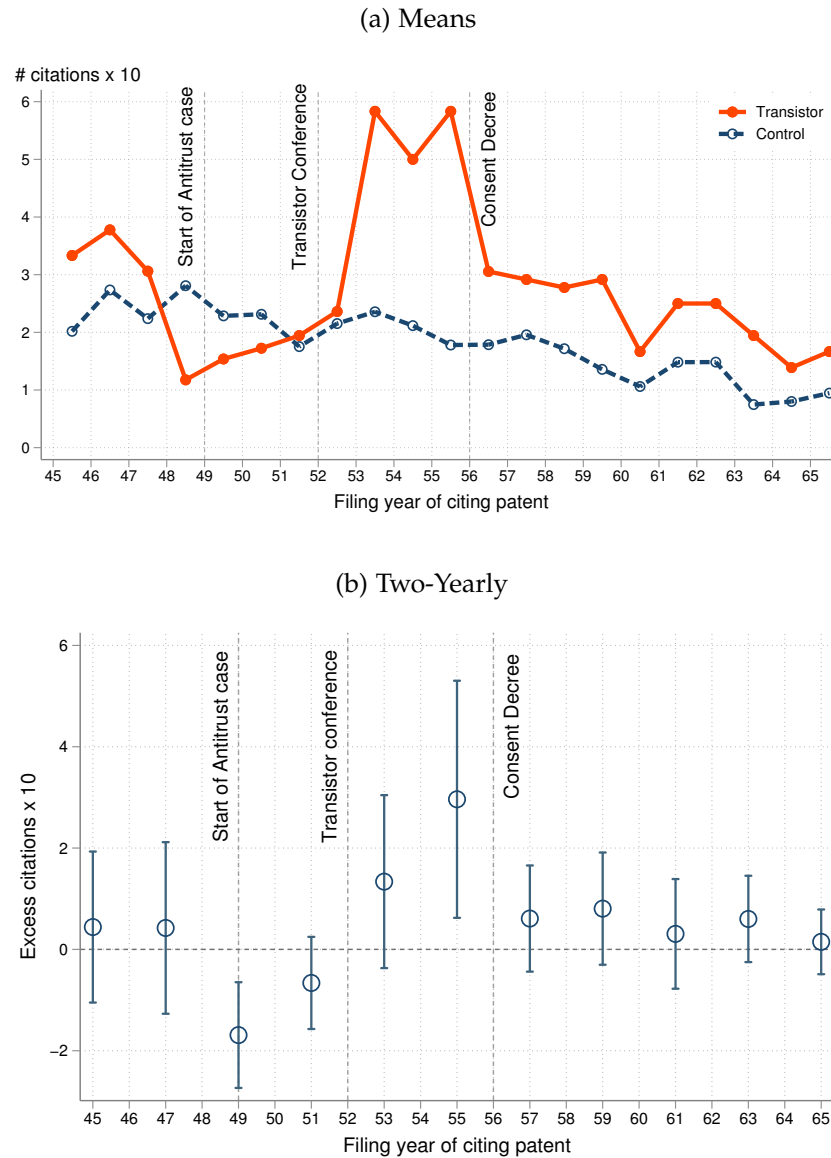 (a) Means
# citations x 10
Start of Antitrust case
Transistor Conference
Consent Decree
Transistor
Control
6
5
4
3
2
1
0
45 46 47 48 49 50 51 52 53 54 55 56 57 58 59 60 61 62 63 64 65
Filing year of citing patent
(b) Two-Yearly
Excess citations x 10
Start of Antitrust case
Transistor conference
Consent Decree
6
4
2
0
−2
45 46 47 48 49 50 51 52 53 54 55 56 57 58 59 60 61 62 63 64 65
Filing year of citing patent